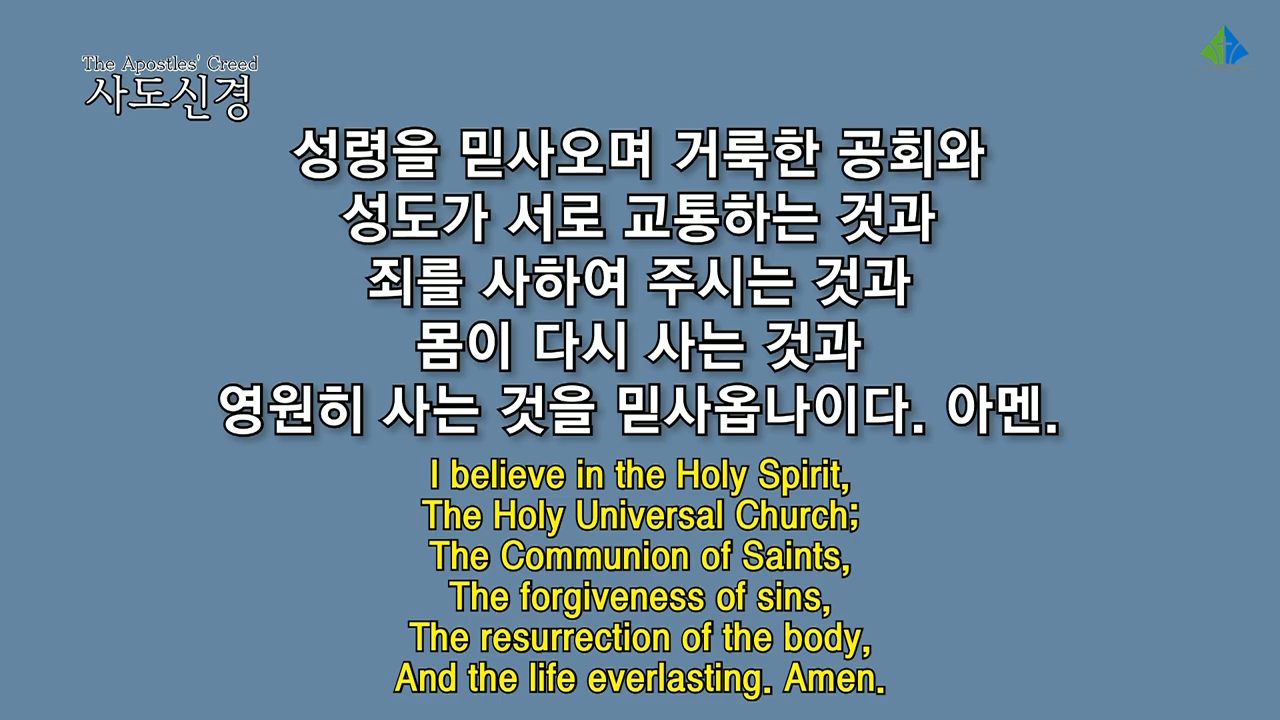 The Apostles' Creed
사도신경
성령을 믿사오며 거룩한 공회와
성도가 서로 교통하는 것과
죄를 사하여 주시는 것과
몸이 다시 사는 것과
영원히 사는 것을 믿사옵나이다. 아멘.
I believe in the Holy Spirit,
The Holy Universal Church;
The Communion of Saints,
The forgiveness of sins,
The resurrection of the body,
And the life everlasting. Amen.